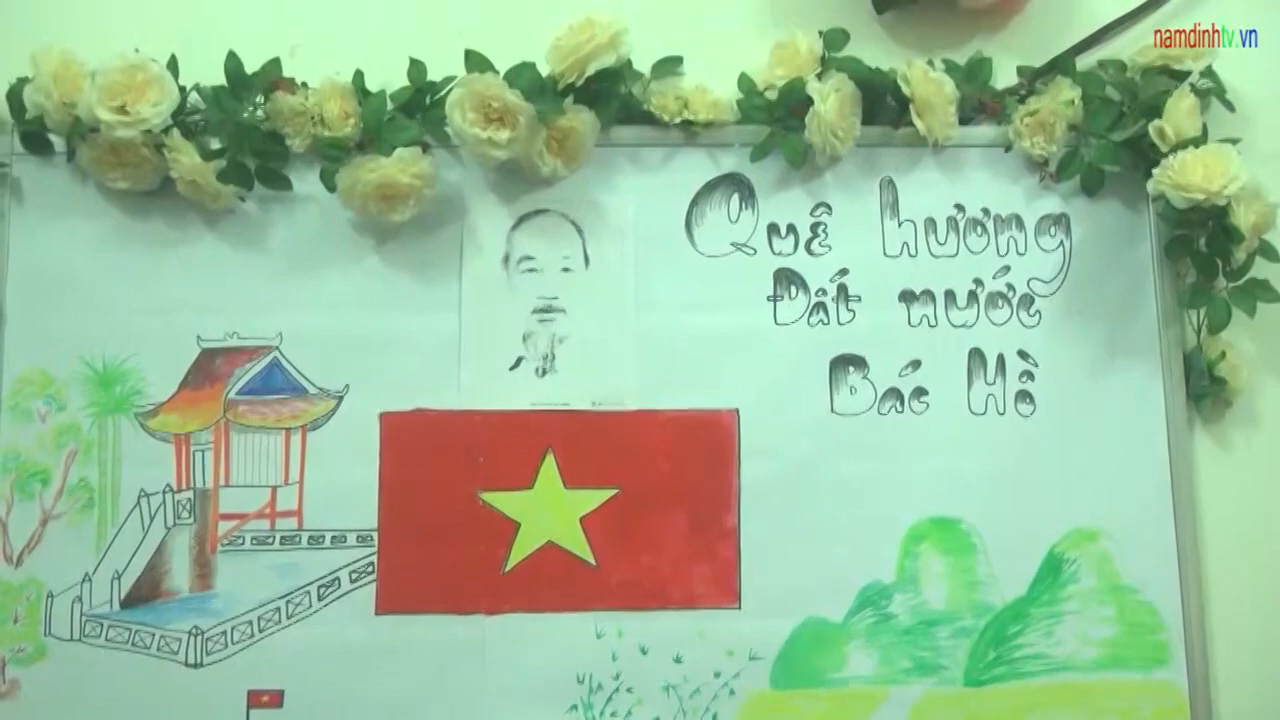 namdinhtv.vn
Quê hương
Đất nước
Bác Hồ